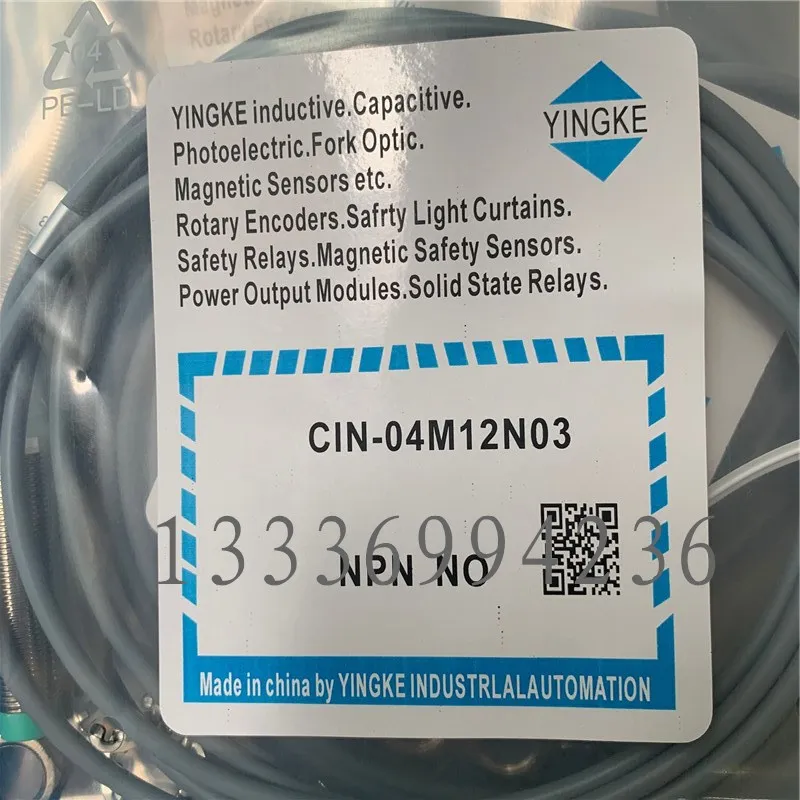 04
PE-LD
YINGKE inductive.Capacitive.
Photoelectric.Fork Optic.
Magnetic Sensors etc.
Rotary Encoders.Safrty Light Curtains.
Safety Relays.Magnetic Safety Sensors.
Power Output Modules.Solid State Relays.
YINGKE
CIN-04M12N03
NPN NO
13336994236
Made in china by YINGKE INDUSTRLALAUTOMATION